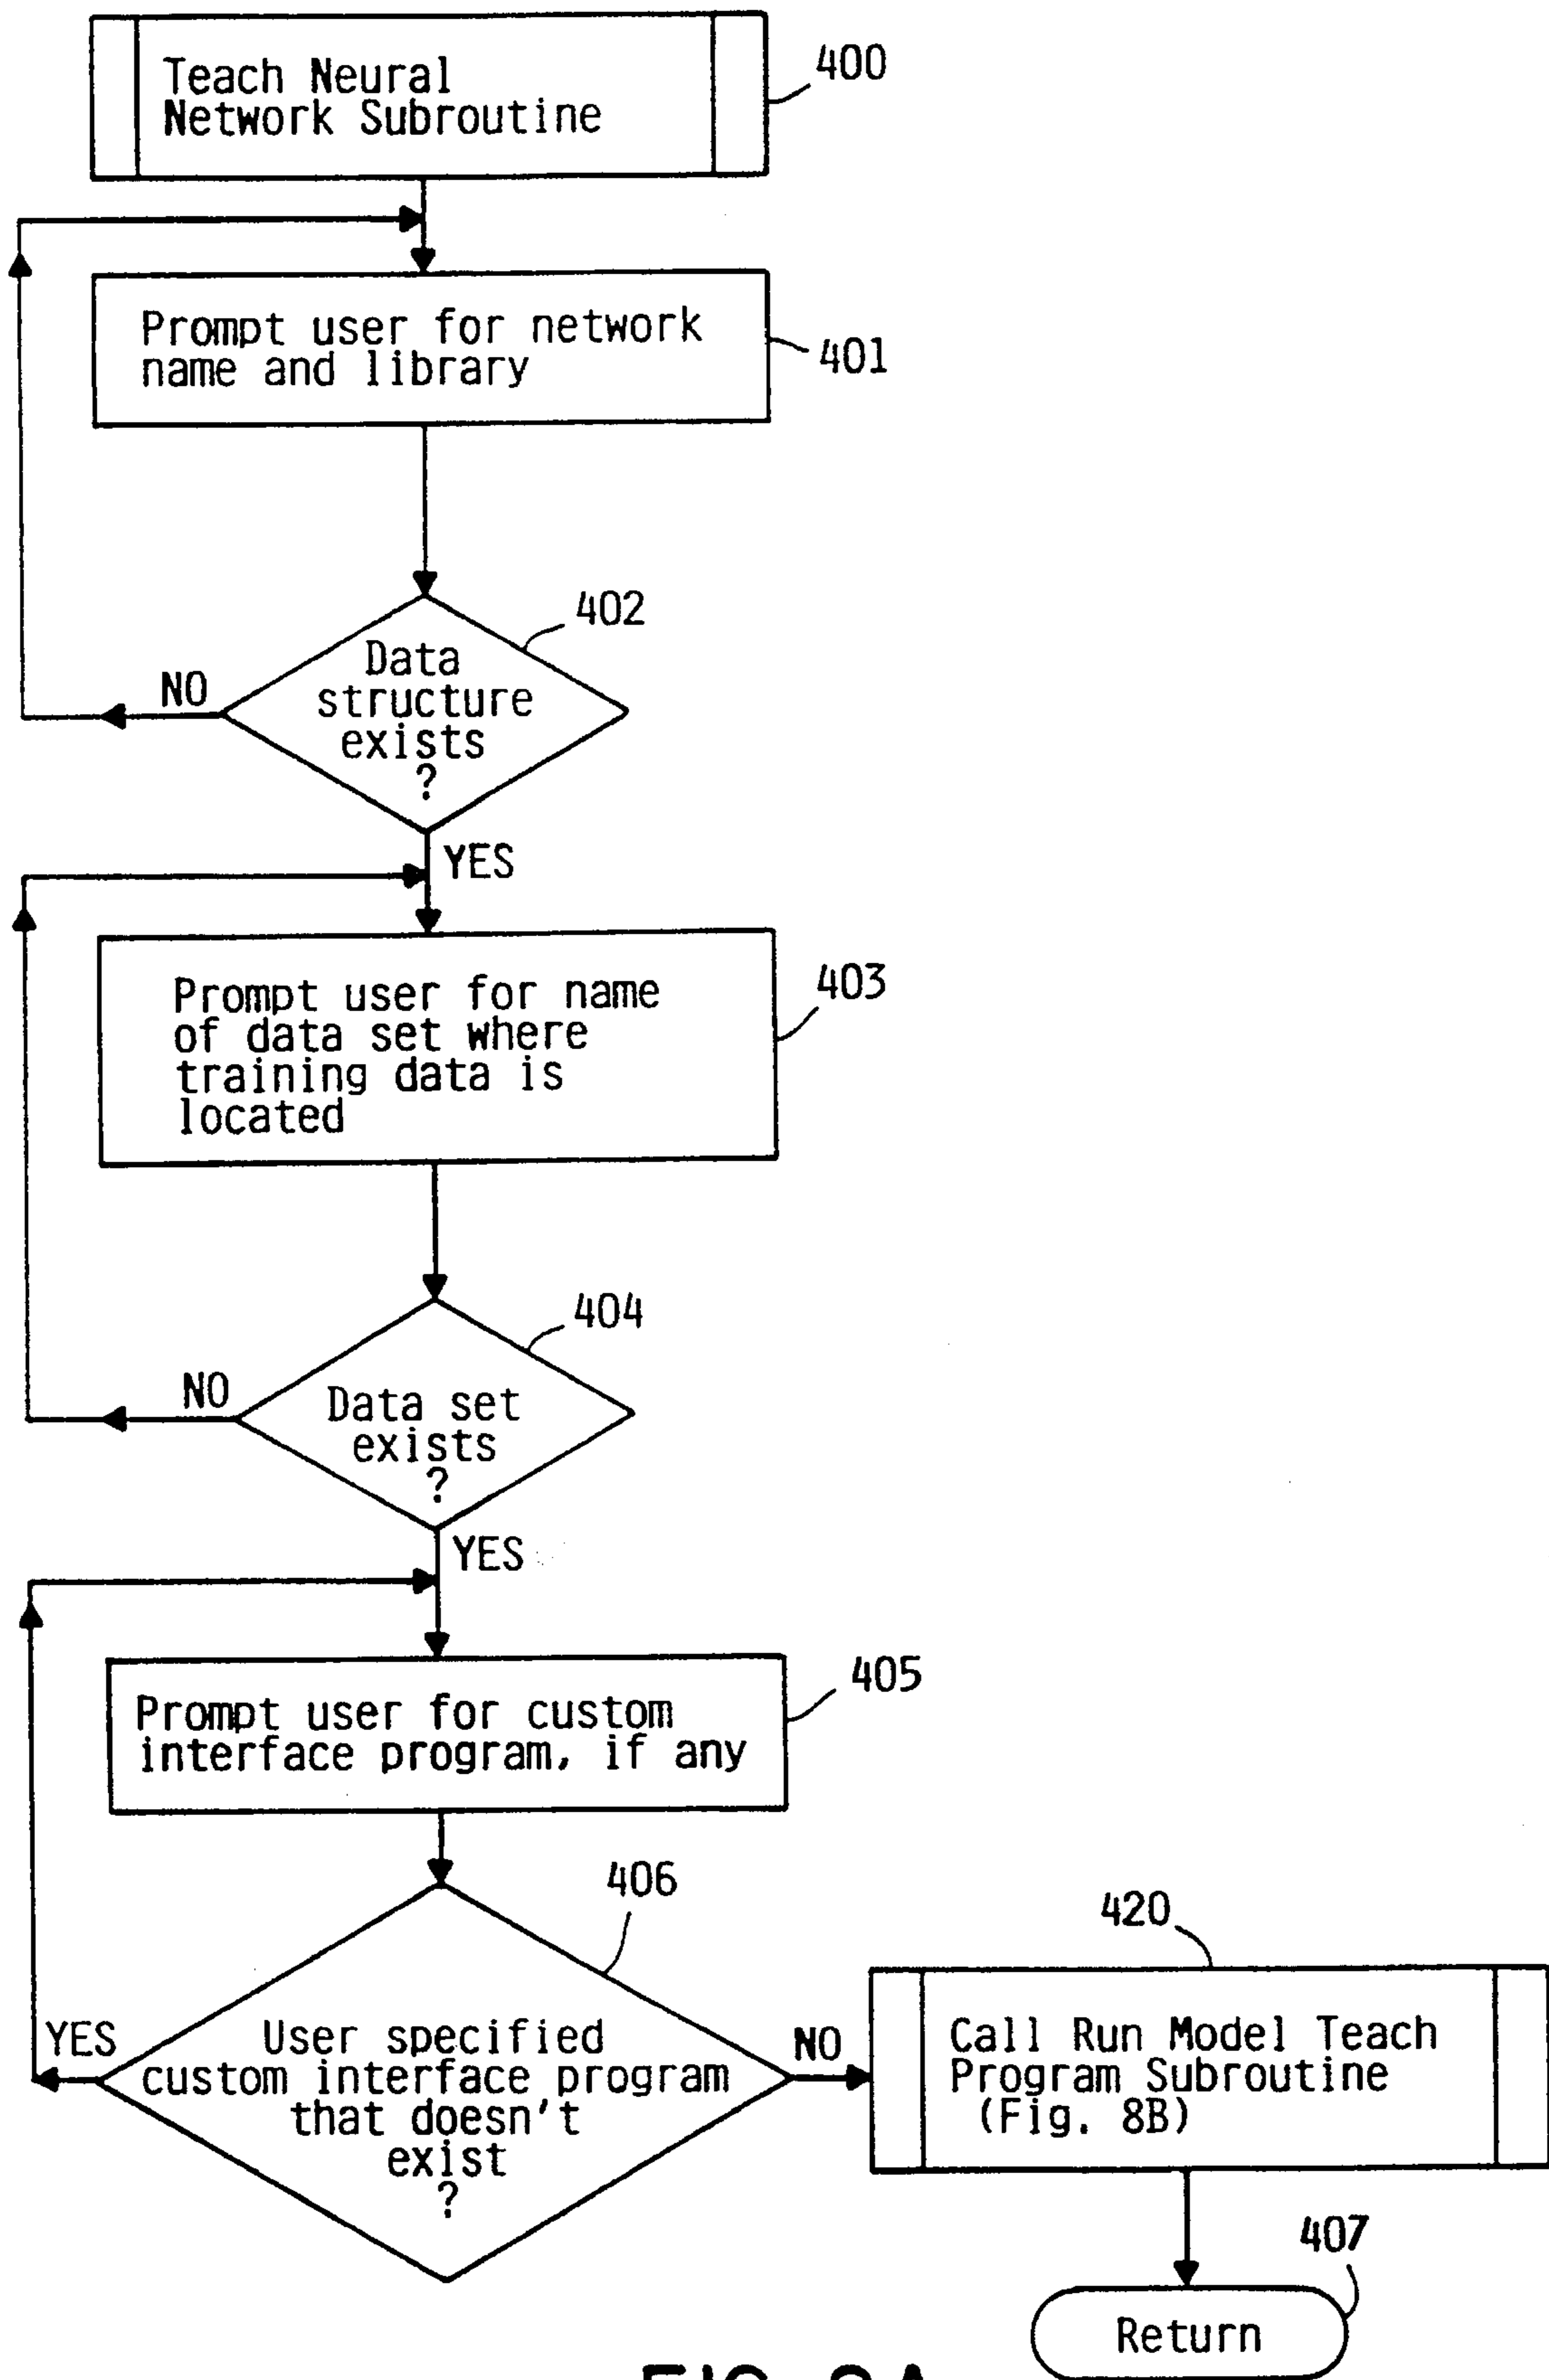 Teach Neural
Network Subroutine
400
Prompt user for network
name and library
401
402
Data
structure
exists
?
NO
YES
Prompt user for name
of data set where
training data is
located
403
404
Data set
exists
?
NO
YES
Prompt user for custom
interface program, if any
405
406
User specified
custom interface program
that doesn't
exist
?
YES
NO
420
Call Run Model Teach
Program Subroutine
(Fig. 8B)
407
Return